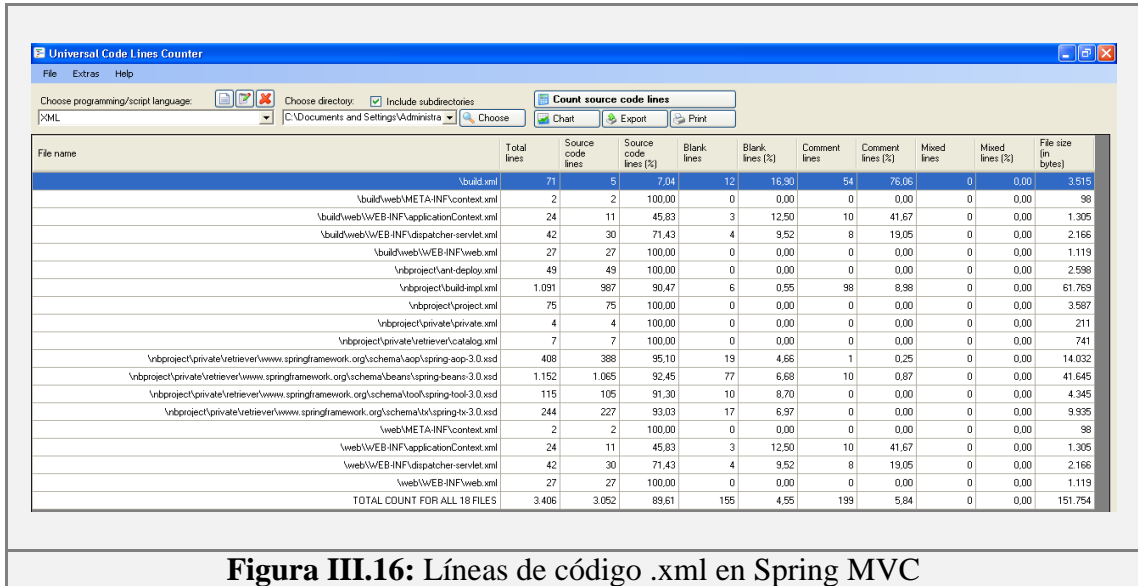 Universal Code Lines Counter
File Extras Help
Choose programming/script language: Choose directory: Include subdirectories Count source code lines
XML C:\Documents and Settings\Administra Choose Chart Export Print
File name Total lines Source code lines Source code lines (%) Blank lines Blank lines (%) Comment lines Comment lines (%) Mixed lines Mixed lines (%) File size (in bytes)
\build.xml 71 5 7,04 12 16,90 54 76,06 0 0,00 3.515
\build\web\META-INF\context.xml 2 2 100,00 0 0,00 0 0,00 0 0,00 98
\build\web\WEB-INF\applicationContext.xml 24 11 45,83 3 12,50 10 41,67 0 0,00 1.305
\build\web\WEB-INF\dispatcher-servlet.xml 42 30 71,43 4 9,52 8 19,05 0 0,00 2.166
\build\web\WEB-INF\web.xml 27 27 100,00 0 0,00 0 0,00 0 0,00 1.119
\nbproject\ant-deploy.xml 49 49 100,00 0 0,00 0 0,00 0 0,00 2.598
\nbproject\build-impl.xml 1.091 987 90,47 6 0,55 98 8,98 0 0,00 61.769
\nbproject\project.xml 75 75 100,00 0 0,00 0 0,00 0 0,00 3.587
\nbproject\private\private.xml 4 4 100,00 0 0,00 0 0,00 0 0,00 211
\nbproject\private\retriever\catalog.xml 7 7 100,00 0 0,00 0 0,00 0 0,00 741
\nbproject\private\retriever\www.springframework.org\schema\aop\spring-aop-3.0.xsd 408 388 95,10 19 4,66 1 0,25 0 0,00 14.032
\nbproject\private\retriever\www.springframework.org\schema\beans\spring-beans-3.0.xsd 1.152 1.065 92,45 77 6,68 10 0,87 0 0,00 41.645
\nbproject\private\retriever\www.springframework.org\schema\tool\spring-tool-3.0.xsd 115 105 91,30 10 8,70 0 0,00 0 0,00 4.345
\nbproject\private\retriever\www.springframework.org\schema\tx\spring-tx-3.0.xsd 244 227 93,03 17 6,97 0 0,00 0 0,00 9.935
\web\META-INF\context.xml 2 2 100,00 0 0,00 0 0,00 0 0,00 98
\web\WEB-INF\applicationContext.xml 24 11 45,83 3 12,50 10 41,67 0 0,00 1.305
\web\WEB-INF\dispatcher-servlet.xml 42 30 71,43 4 9,52 8 19,05 0 0,00 2.166
\web\WEB-INF\web.xml 27 27 100,00 0 0,00 0 0,00 0 0,00 1.119
TOTAL COUNT FOR ALL 18 FILES 3.406 3.052 89,61 155 4,55 199 5,84 0 0,00 151.754
Figura III.16: Líneas de código .xml en Spring MVC